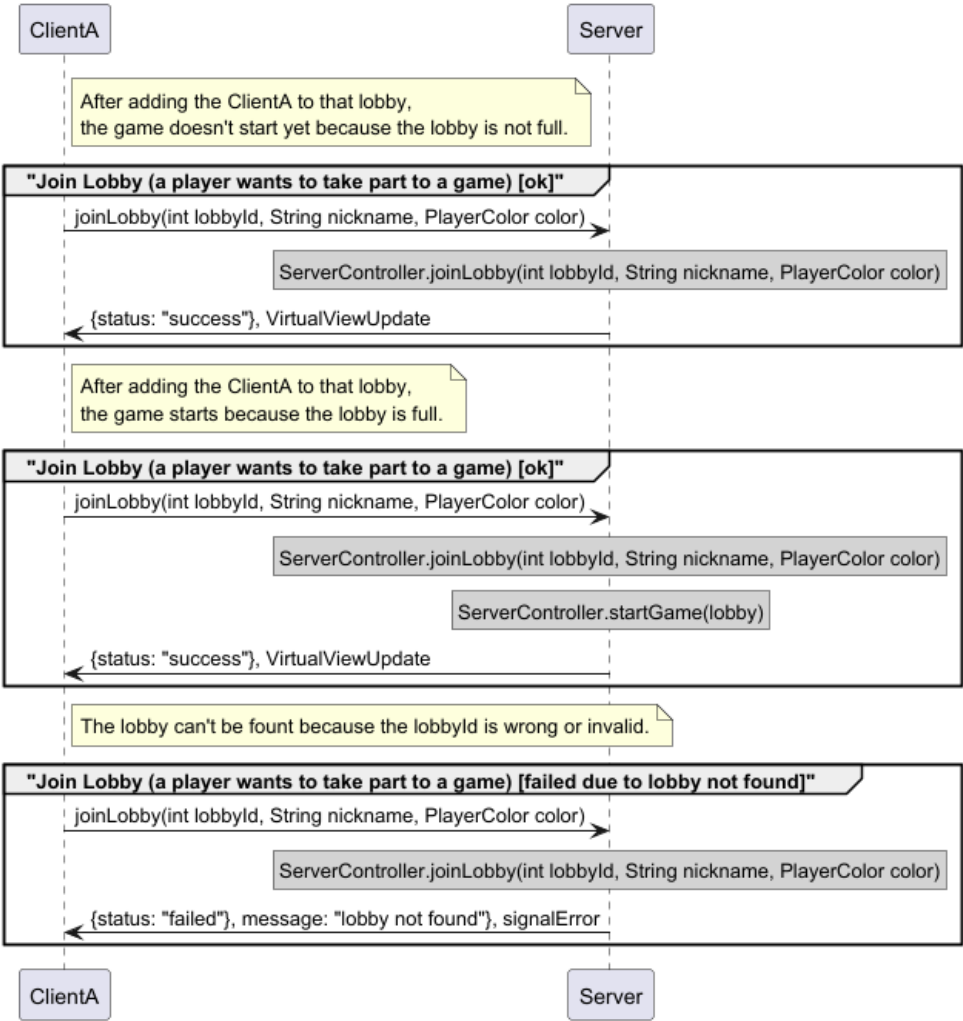 ClientA
Server
After adding the ClientA to that lobby,
the game doesn't start yet because the lobby is not full.
"Join Lobby (a player wants to take part to a game) [ok]"
joinLobby(int lobbyId, String nickname, PlayerColor color)
ServerController.joinLobby(int lobbyId, String nickname, PlayerColor color)
{status: "success"}, VirtualViewUpdate
After adding the ClientA to that lobby,
the game starts because the lobby is full.
"Join Lobby (a player wants to take part to a game) [ok]"
joinLobby(int lobbyId, String nickname, PlayerColor color)
ServerController.joinLobby(int lobbyId, String nickname, PlayerColor color)
ServerController.startGame(lobby)
{status: "success"}, VirtualViewUpdate
The lobby can't be fount because the lobbyId is wrong or invalid.
"Join Lobby (a player wants to take part to a game) [failed due to lobby not found]"
joinLobby(int lobbyId, String nickname, PlayerColor color)
ServerController.joinLobby(int lobbyId, String nickname, PlayerColor color)
{status: "failed"}, message: "lobby not found"}, signalError
ClientA
Server